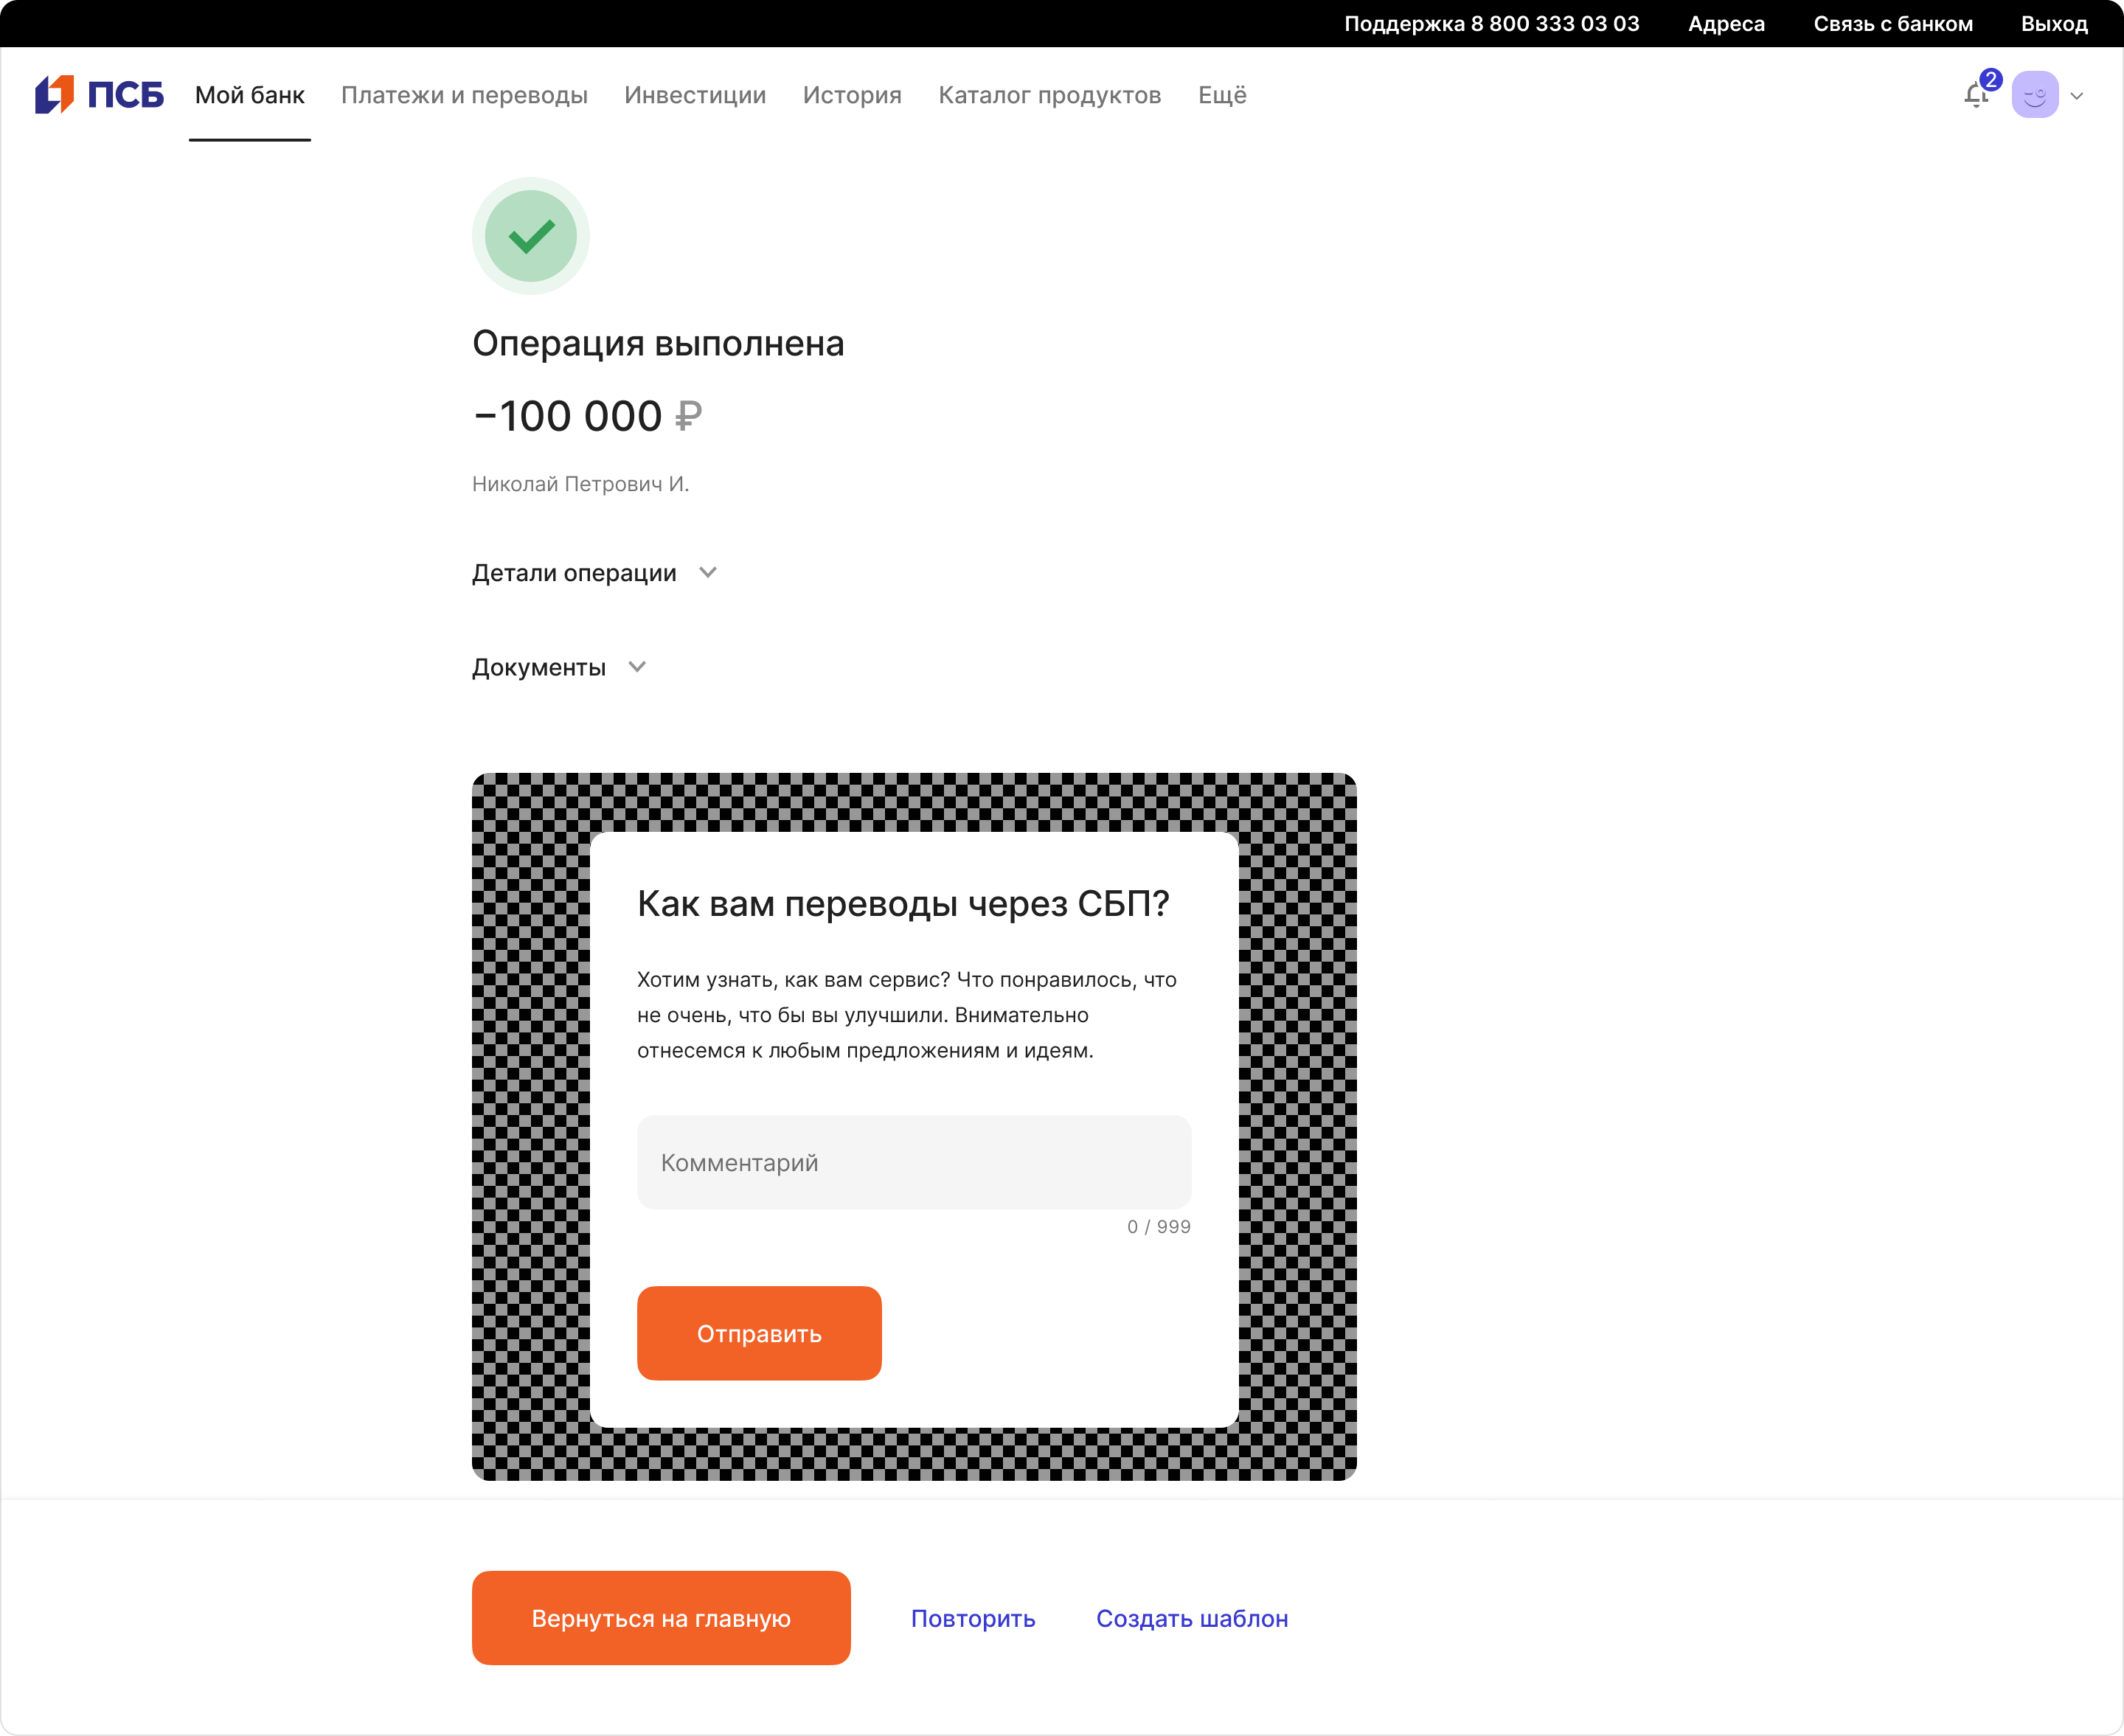 Поддержка 8 800 333 03 03 Адреса Связь с банком Выход
ПСБ Мой банк Платежи и переводы Инвестиции История Каталог продуктов Ещё 2
Операция выполнена
−100 000 ₽
Николай Петрович И.
Детали операции
Документы
Как вам переводы через СБП?
Хотим узнать, как вам сервис? Что понравилось, что
не очень, что бы вы улучшили. Внимательно
отнесемся к любым предложениям и идеям.
Комментарий
0 / 999
Отправить
Вернуться на главную Повторить Создать шаблон